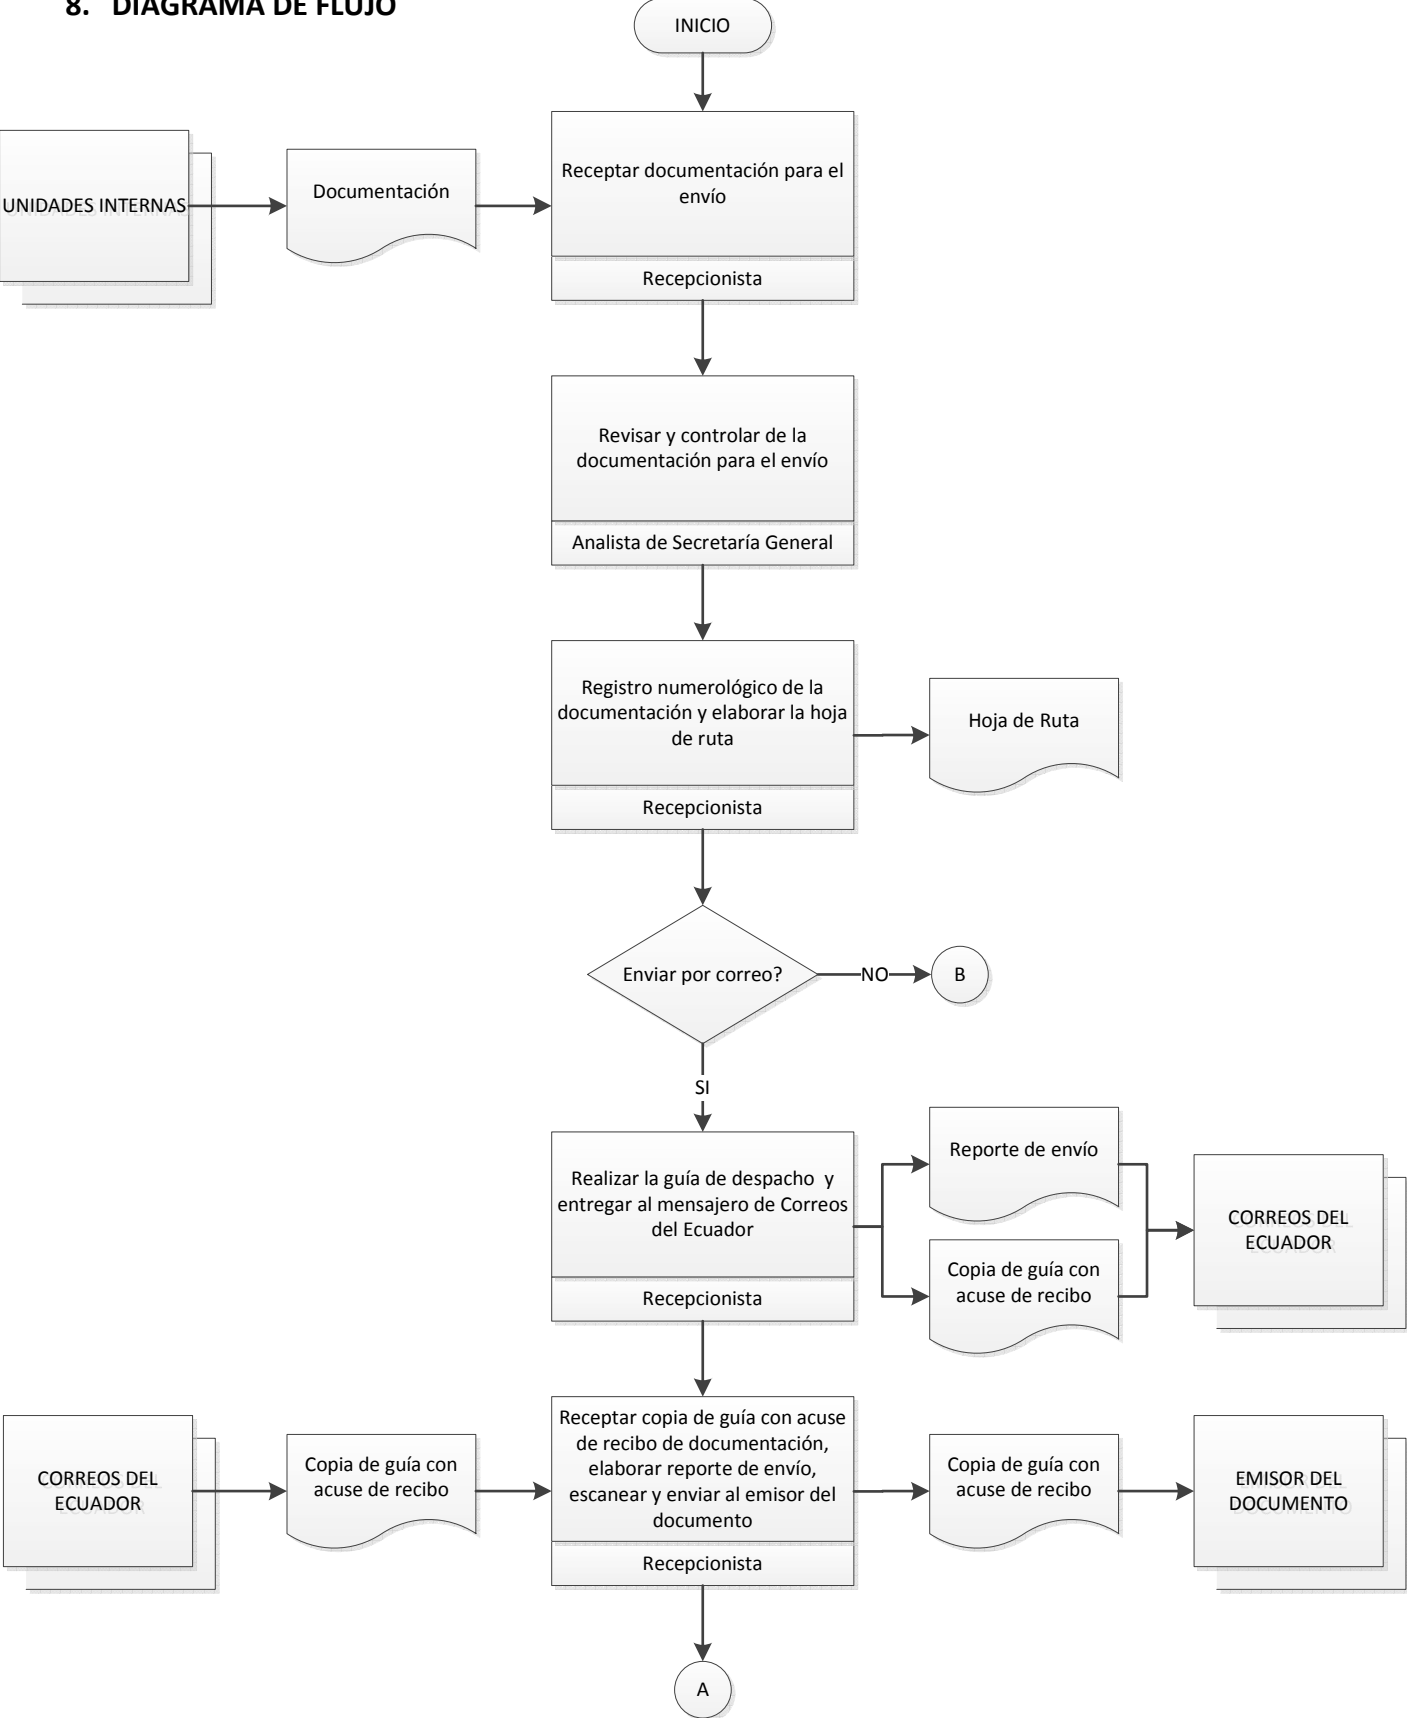 8. DIAGRAMA DE FLUJO
INICIO
UNIDADES INTERNAS
Documentación
Receptar documentación para el
envío
Recepcionista
Revisar y controlar de la
documentación para el envío
Analista de Secretaría General
Registro numerológico de la
documentación y elaborar la hoja
de ruta
Recepcionista
Hoja de Ruta
Enviar por correo?
NO
B
SI
Realizar la guía de despacho y
entregar al mensajero de Correos
del Ecuador
Recepcionista
Reporte de envío
Copia de guía con
acuse de recibo
CORREOS DEL
ECUADOR
CORREOS DEL
ECUADOR
Copia de guía con
acuse de recibo
Receptar copia de guía con acuse
de recibo de documentación,
elaborar reporte de envío,
escanear y enviar al emisor del
documento
Recepcionista
Copia de guía con
acuse de recibo
EMISOR DEL
DOCUMENTO
A